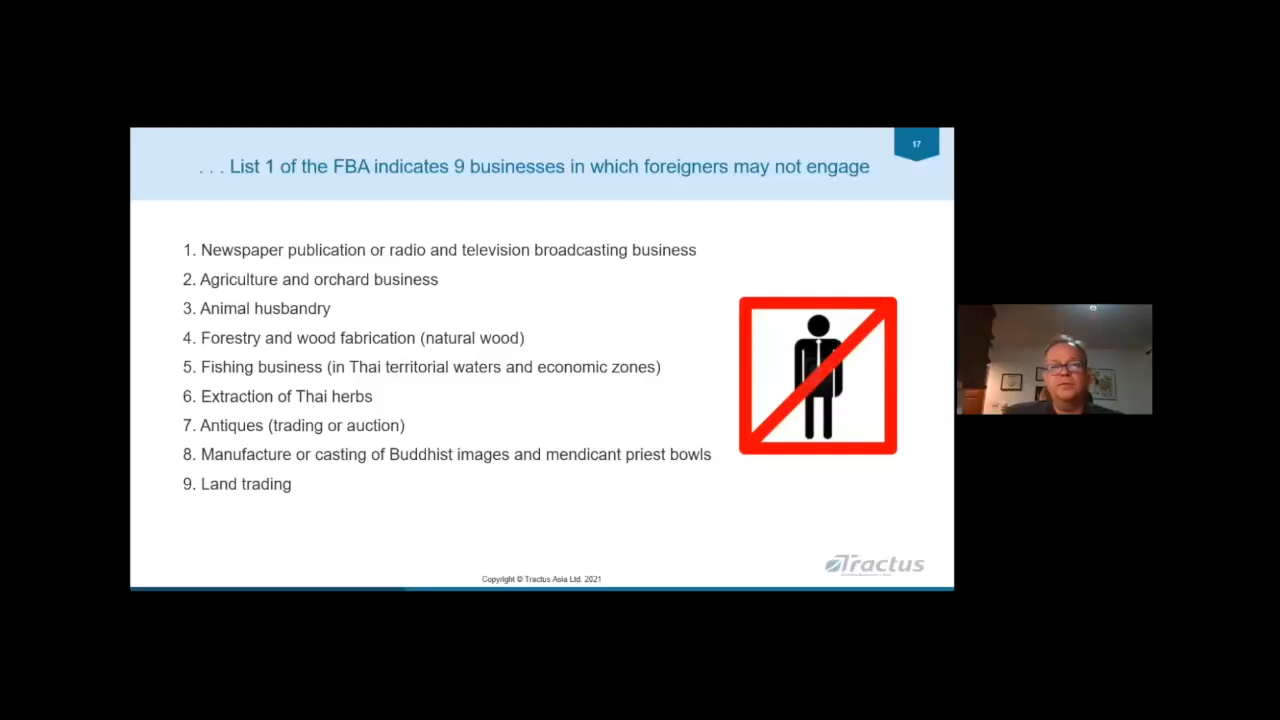 17
. . . List 1 of the FBA indicates 9 businesses in which foreigners may not engage
1. Newspaper publication or radio and television broadcasting business
2. Agriculture and orchard business
3. Animal husbandry
4. Forestry and wood fabrication (natural wood)
5. Fishing business (in Thai territorial waters and economic zones)
6. Extraction of Thai herbs
7. Antiques (trading or auction)
8. Manufacture or casting of Buddhist images and mendicant priest bowls
9. Land trading
Tractus
Copyright © Tractus Asia Ltd. 2021